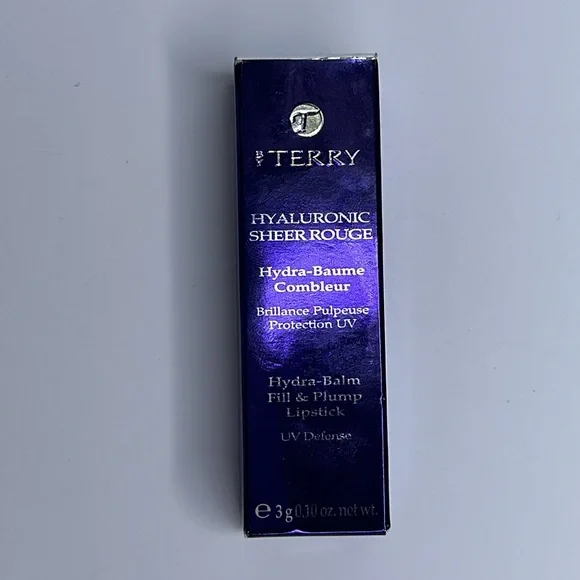 T
BY TERRY
HYALURONIC
SHEER ROUGE
Hydra-Baume
Combleur
Brillance Pulpeuse
Protection UV
Hydra-Balm
Fill & Plump
Lipstick
UV Defense
e 3 g 0.10 oz. net wt.